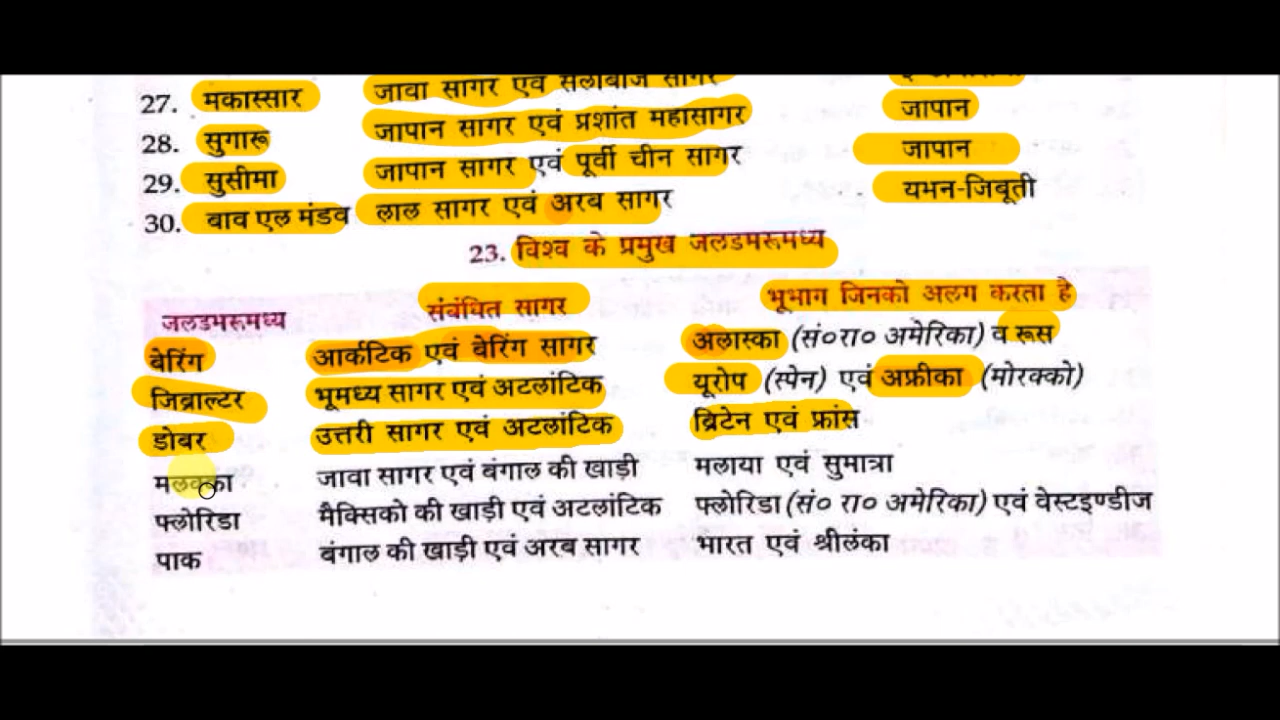 27. मकास्सार जावा सागर एवं सेलीबीज सागर
28. सुगारू जापान सागर एवं प्रशांत महासागर जापान
29. सुसीमा जापान सागर एवं पूर्वी चीन सागर जापान
30. बाव एल मंडव लाल सागर एवं अरब सागर यमन-जिबूती
23. विश्व के प्रमुख जलडमरूमध्य
जलडमरूमध्य संबंधित सागर भूभाग जिनको अलग करता है
बेरिंग आर्कटिक एवं बेरिंग सागर अलास्का (सं०रा० अमेरिका) व रूस
जिब्राल्टर भूमध्य सागर एवं अटलांटिक यूरोप (स्पेन) एवं अफ्रीका (मोरक्को)
डोबर उत्तरी सागर एवं अटलांटिक ब्रिटेन एवं फ्रांस
मलक्का जावा सागर एवं बंगाल की खाड़ी मलाया एवं सुमात्रा
फ्लोरिडा मैक्सिको की खाड़ी एवं अटलांटिक फ्लोरिडा (सं० रा० अमेरिका) एवं वेस्टइण्डीज
पाक बंगाल की खाड़ी एवं अरब सागर भारत एवं श्रीलंका